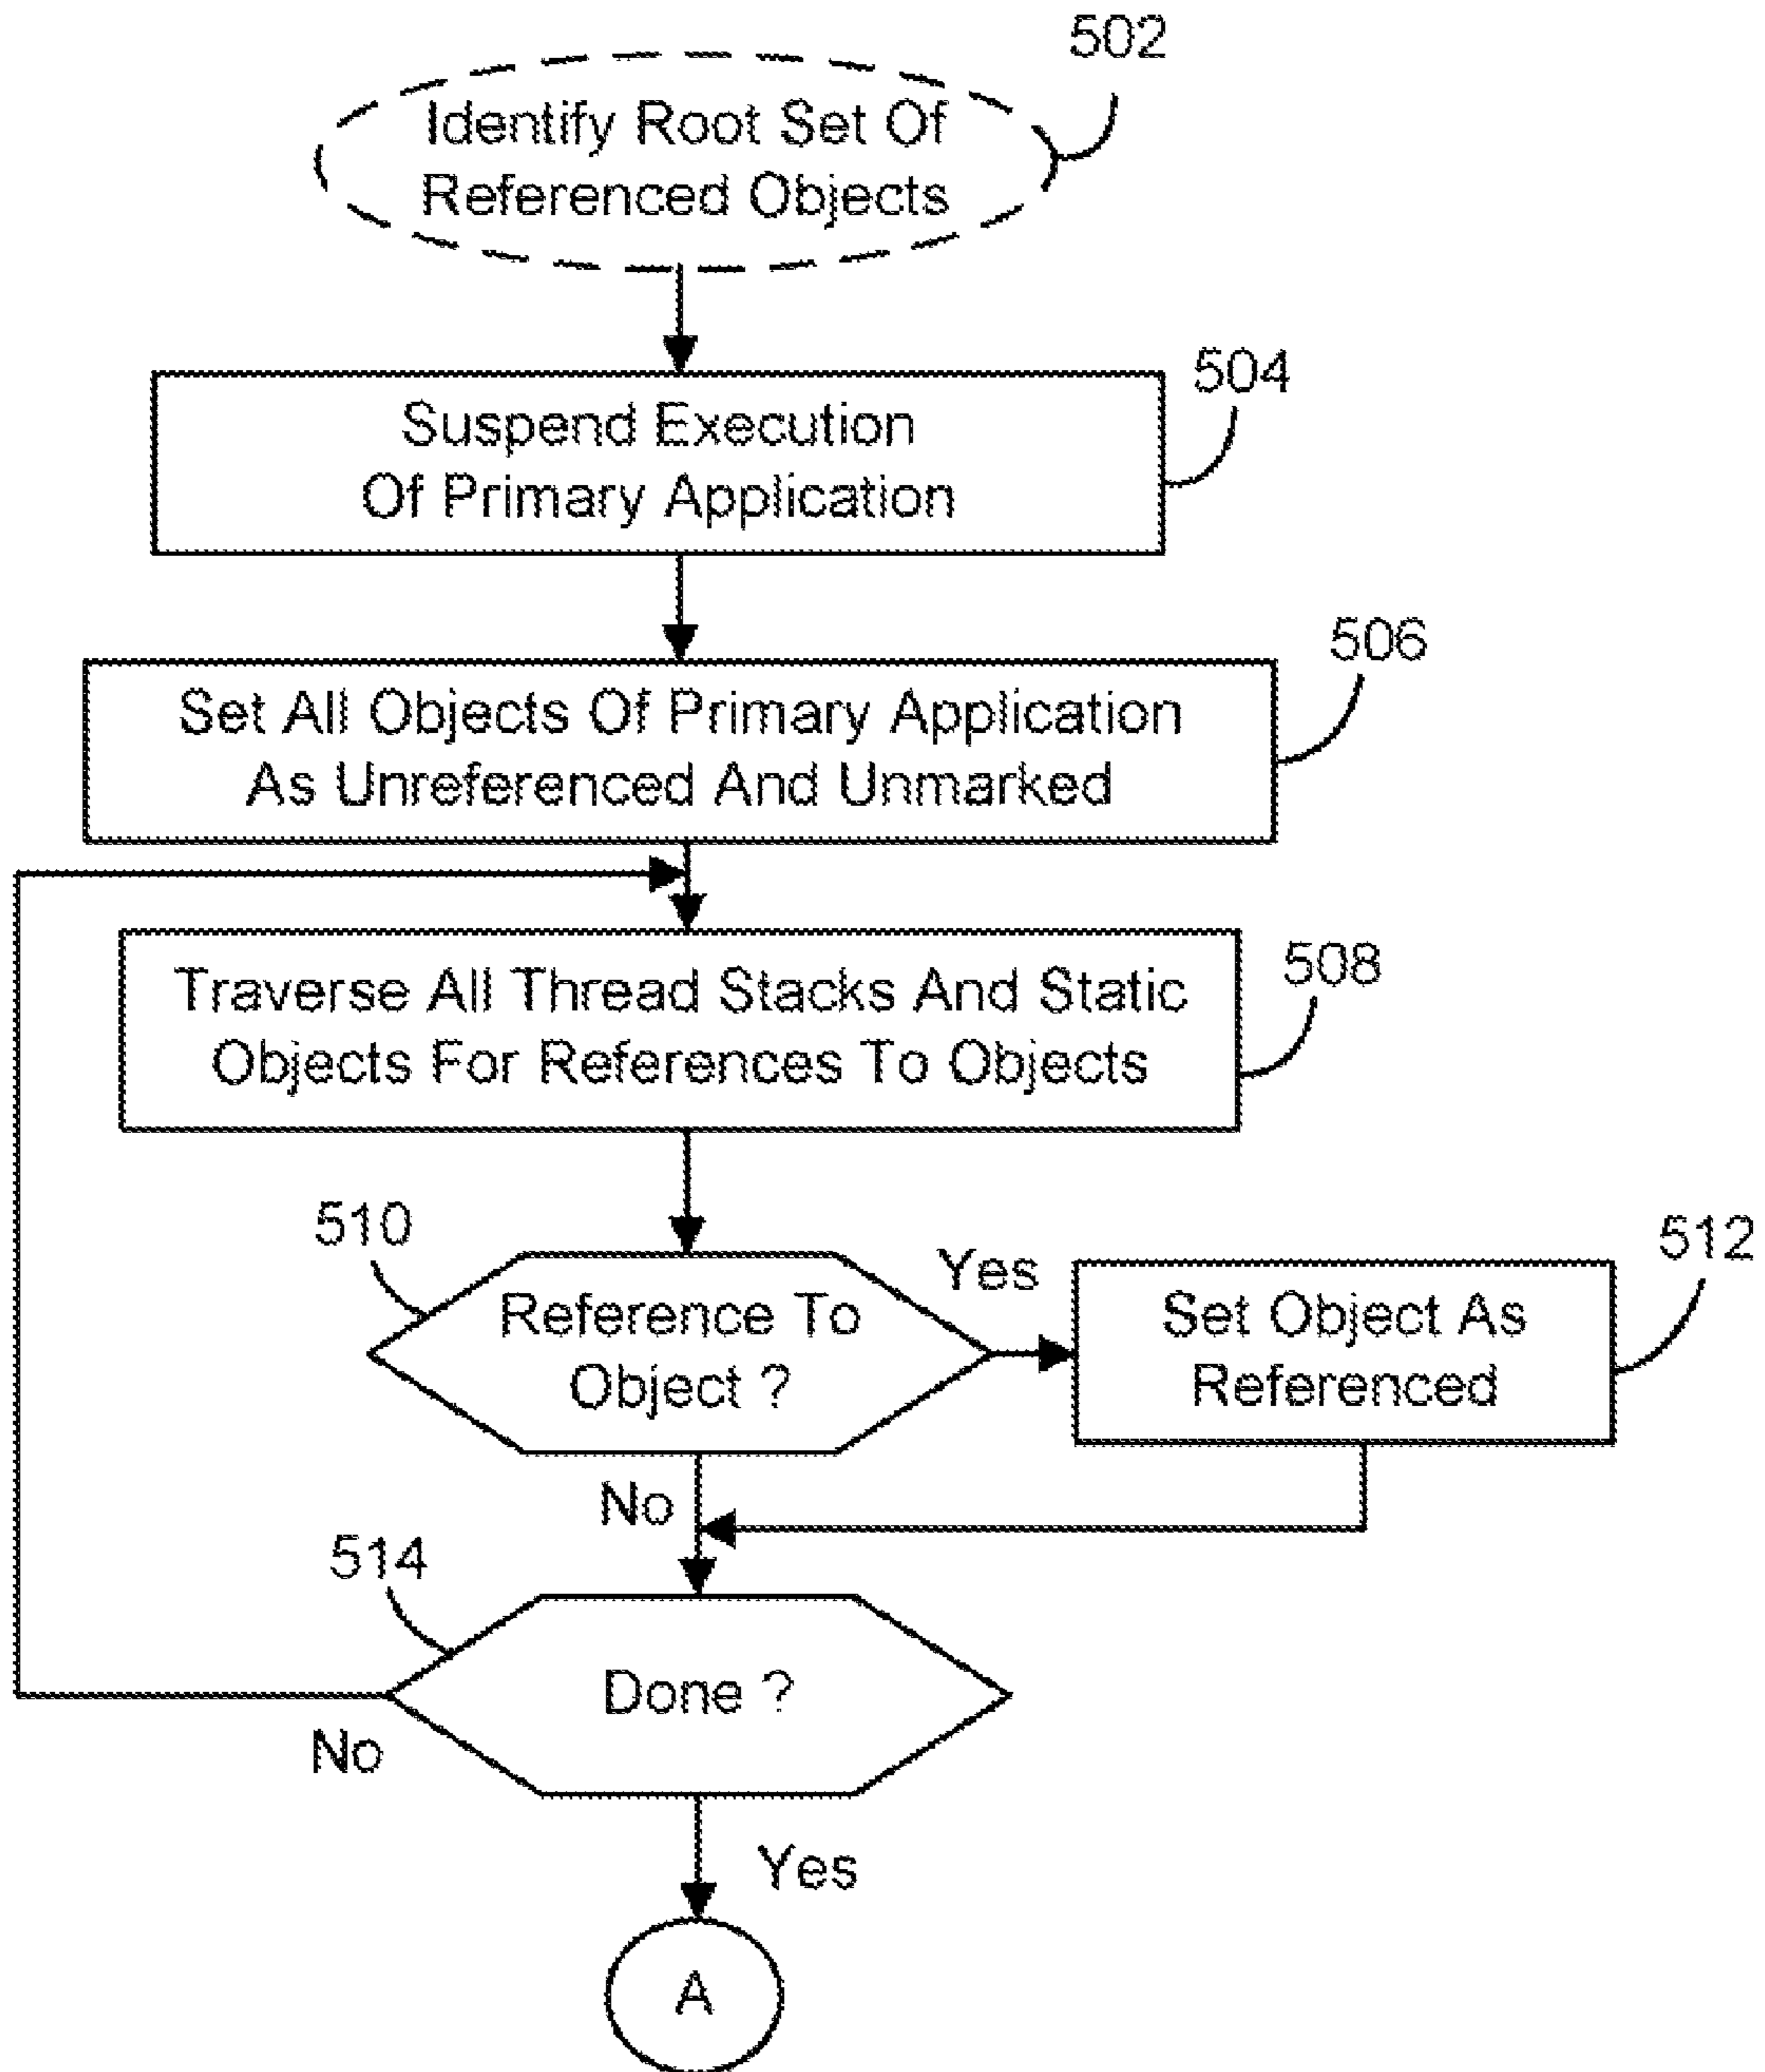 502
Identify Root Set Of
Referenced Objects
504
Suspend Execution
Of Primary Application
506
Set All Objects Of Primary Application
As Unreferenced And Unmarked
508
Traverse All Thread Stacks And Static
Objects For References To Objects
510
Reference To
Object ?
Yes
512
Set Object As
Referenced
No
514
Done ?
No
Yes
A